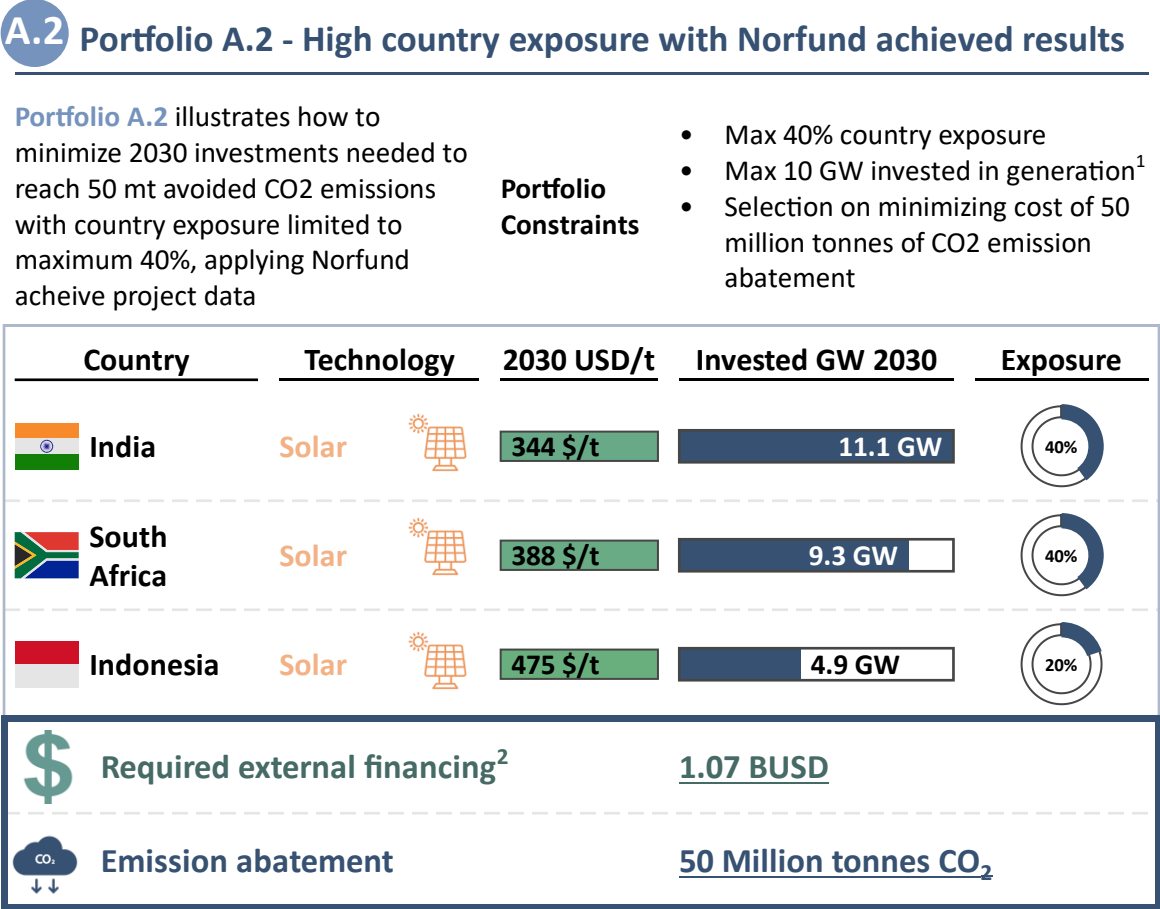 A.2
Portfolio A.2 - High country exposure with Norfund achieved results
Portfolio A.2 illustrates how to
minimize 2030 investments needed to
reach 50 mt avoided CO2 emissions
with country exposure limited to
maximum 40%, applying Norfund
acheive project data
Portfolio
Constraints
• Max 40% country exposure
• Max 10 GW invested in generation¹
• Selection on minimizing cost of 50
million tonnes of CO2 emission
abatement
Country Technology 2030 USD/t Invested GW 2030 Exposure
India Solar 344 $/t 11.1 GW 40%
South
Africa
Solar 388 $/t 9.3 GW 40%
Indonesia Solar 475 $/t 4.9 GW 20%
$ Required external financing² 1.07 BUSD
CO₂ Emission abatement 50 Million tonnes CO₂